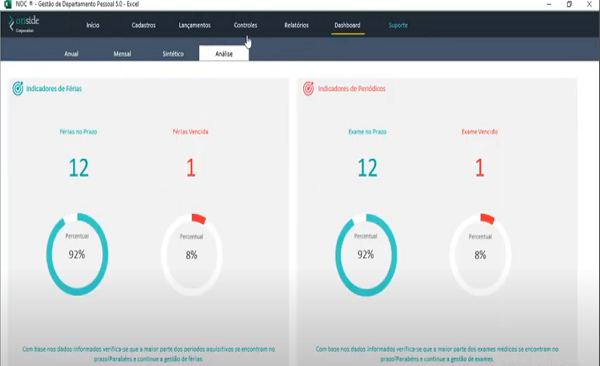 NOC ® - Gestão de Departamento Pessoal 5.0 - Excel
onside
Corporation
Início Cadastros Lançamentos Controles Relatórios Dashboard Suporte
Anual Mensal Sintético Análise
Indicadores de Férias
Indicadores de Periódicos
Férias no Prazo Férias Vencida
Exame no Prazo Exame Vencido
12 1
12 1
Percentual Percentual
92% 8%
Percentual Percentual
92% 8%
Com base nos dados informados verifica-se que a maior parte dos períodos aquisitivos se encontram no
prazo!Parabéns e continue a gestão de férias.
Com base nos dados informados verifica-se que a maior parte dos exames médicos se encontram no
prazo!Parabéns e continue a gestão de exames.